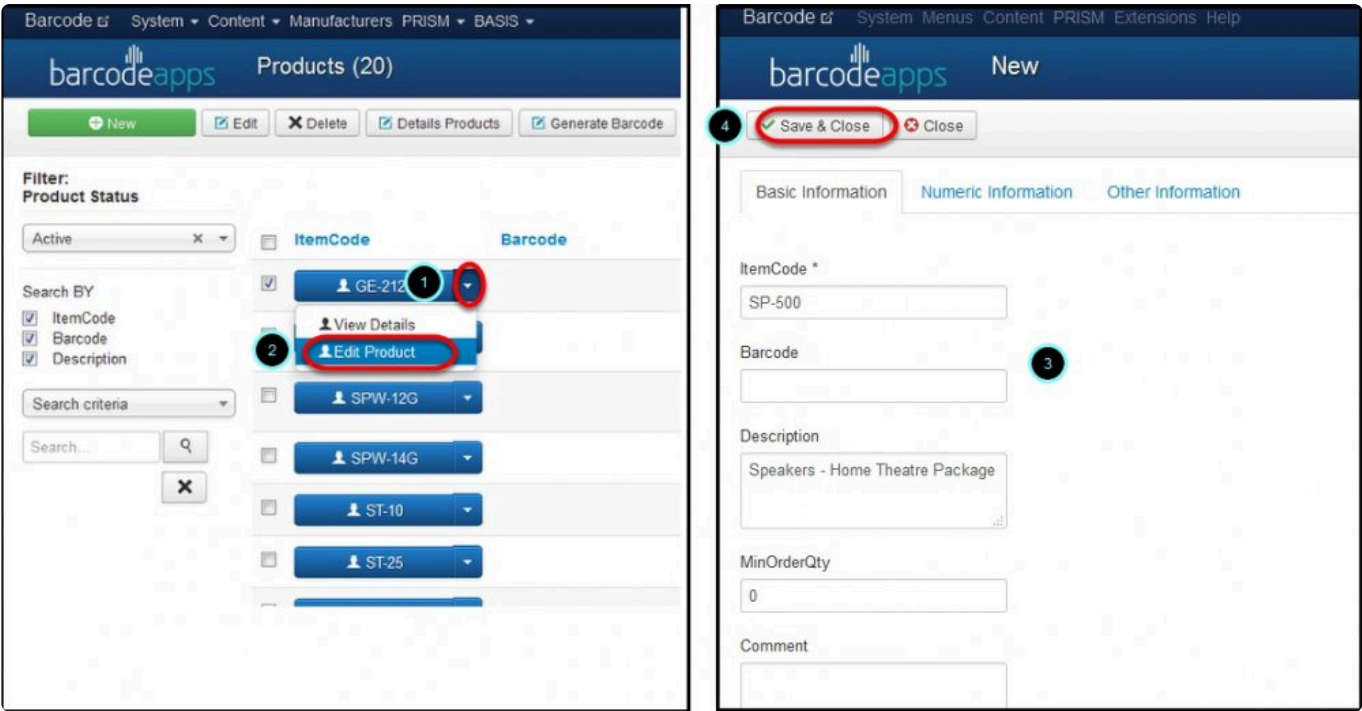 Barcode System Content Manufacturers PRISM BASIS
barcodeapps Products (20)
New Edit Delete Details Products Generate Barcode
Filter:
Product Status
Active
Search BY
ItemCode
Barcode
Description
Search criteria
Search...
ItemCode Barcode
GE-212 1
View Details
2 Edit Product
SPW-12G
SPW-14G
ST-10
ST-25
Barcode System Menus Content PRISM Extensions Help
barcodeapps New
4 Save & Close Close
Basic Information Numeric Information Other Information
ItemCode *
SP-500
Barcode
3
Description
Speakers - Home Theatre Package
MinOrderQty
0
Comment